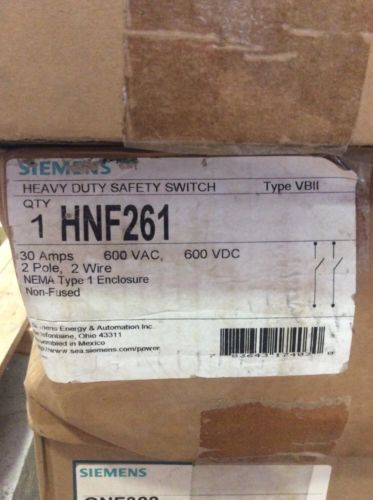 SIEMENS
HEAVY DUTY SAFETY SWITCH Type VBII
QTY
1 HNF261
30 Amps 600 VAC, 600 VDC
2 Pole, 2 Wire
NEMA Type 1 Enclosure
Non-Fused
Siemens Energy & Automation Inc.
Bellefontaine, Ohio 43311
Assembled in Mexico
http://www.sea.siemens.com/power
SIEMENS